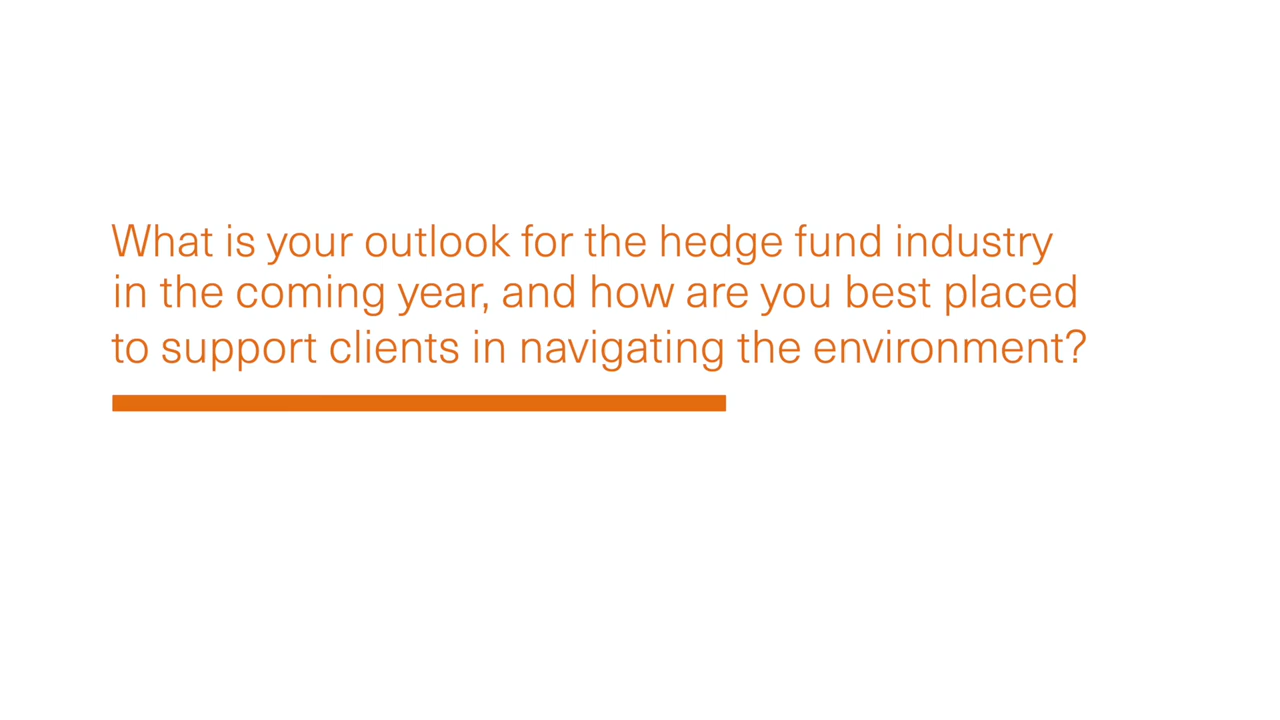 What is your outlook for the hedge fund industry
in the coming year, and how are you best placed
to support clients in navigating the environment?